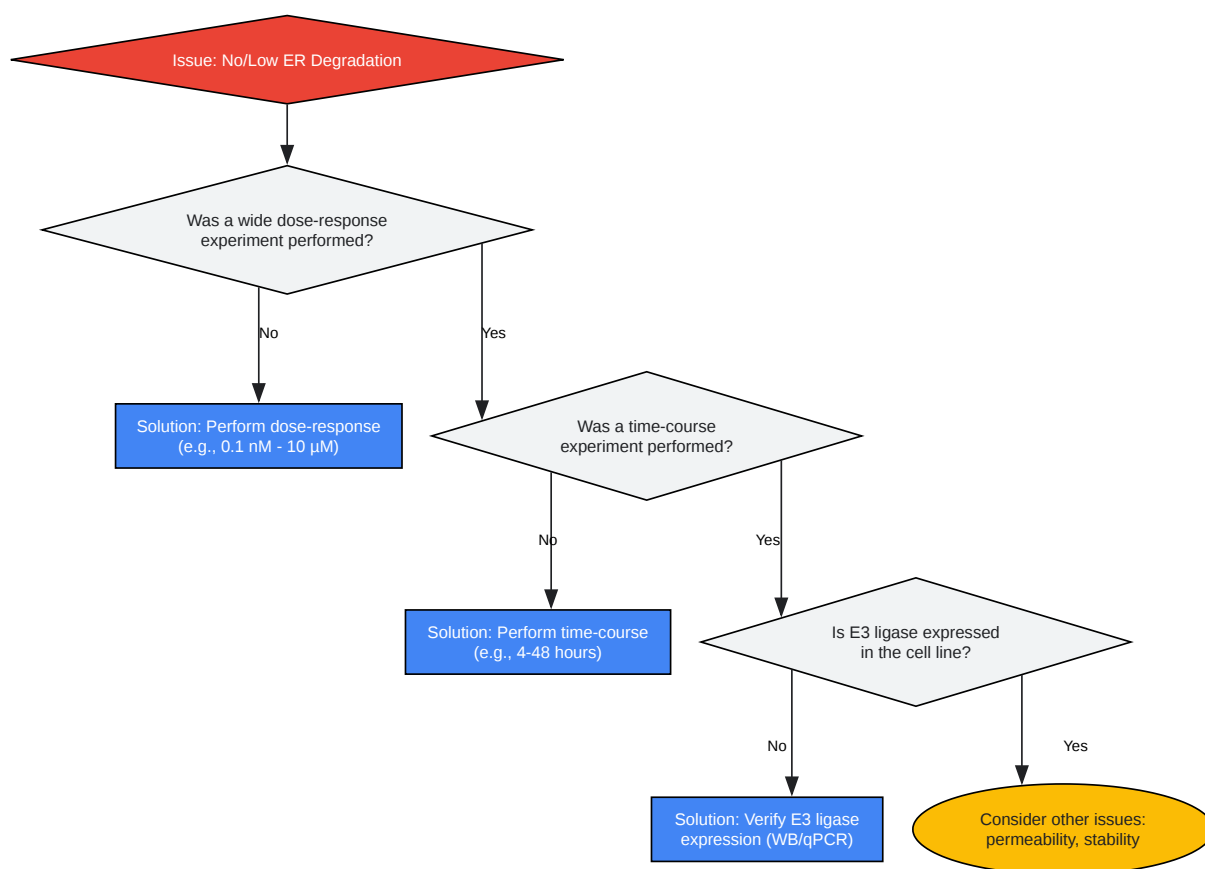 Issue: No/Low ER Degradation
Was a wide dose-response
experiment performed?
No
Yes
Solution: Perform dose-response
(e.g., 0.1 nM - 10 µM)
Was a time-course
experiment performed?
No
Yes
Solution: Perform time-course
(e.g., 4-48 hours)
Is E3 ligase expressed
in the cell line?
No
Yes
Solution: Verify E3 ligase
expression (WB/qPCR)
Consider other issues:
permeability, stability